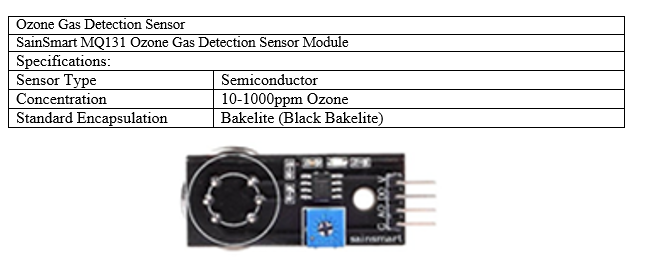 Ozone Gas Detection Sensor
SainSmart MQ131 Ozone Gas Detection Sensor Module
Specifications:
Sensor Type Semiconductor
Concentration 10-1000ppm Ozone
Standard Encapsulation Bakelite (Black Bakelite)
sainsmart